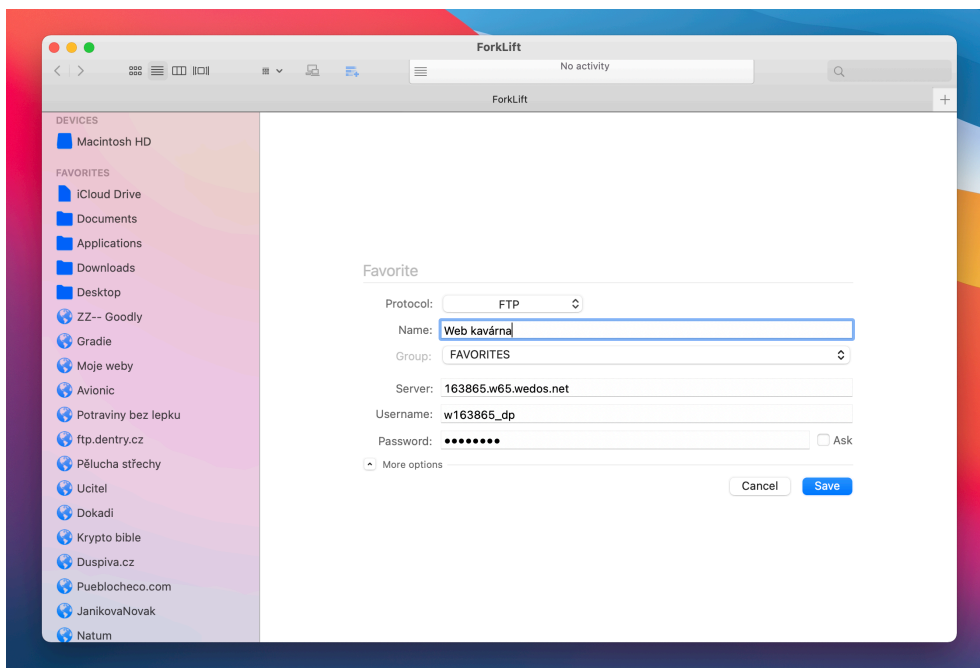 ForkLift
No activity
ForkLift
DEVICES
Macintosh HD
FAVORITES
iCloud Drive
Documents
Applications
Downloads
Desktop
ZZ-- Goodly
Gradie
Moje weby
Avionic
Potraviny bez lepku
ftp.dentry.cz
Pělucha střechy
Ucitel
Dokadi
Krypto bible
Duspiva.cz
Pueblocheco.com
JanikovaNovak
Natum
Favorite
Protocol: FTP
Name: Web kavárna
Group: FAVORITES
Server: 163865.w65.wedos.net
Username: w163865_dp
Password: ●●●●●●●● Ask
More options
Cancel Save